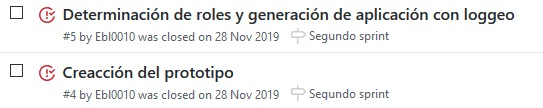 Determinación de roles y generación de aplicación con loggeo
#5 by Ebl0010 was closed on 28 Nov 2019 Segundo sprint
Creacción del prototipo
#4 by Ebl0010 was closed on 28 Nov 2019 Segundo sprint